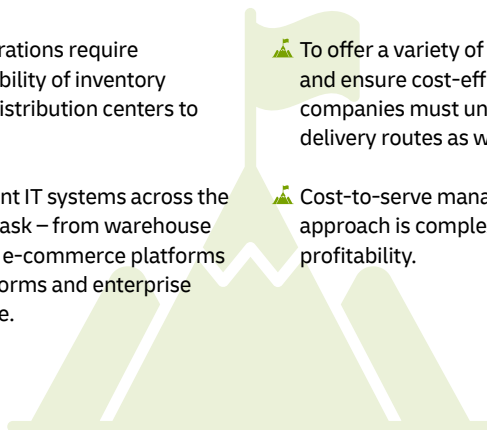 rations require
bility of inventory
istribution centers to
nt IT systems across the
ask – from warehouse
e-commerce platforms
orms and enterprise
e.
To offer a variety of
and ensure cost-eff
companies must un
delivery routes as w
Cost-to-serve mana
approach is comple
profitability.